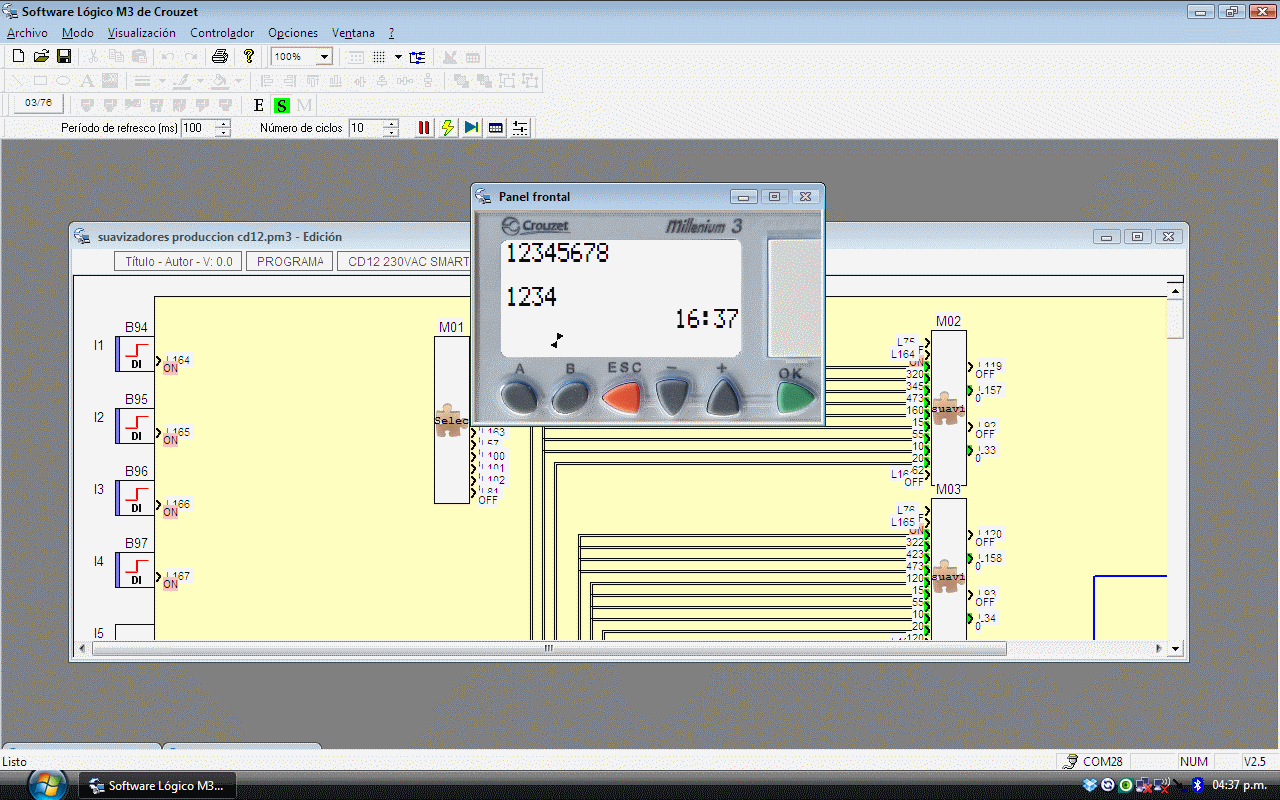 Software Lógico M3 de Crouzet
Archivo Modo Visualización Controlador Opciones Ventana ?
100%
03/76 E S M
Período de refresco (ms) 100 Número de ciclos 10
Panel frontal
Crouzet Millenium 3
12345678
1234
16:37
A B ESC - + OK
suavizadores produccion cd12.pm3 - Edición
Título - Autor - V: 0.0 PROGRAMA CD12 230VAC SMART
I1 B94 DI L164 ON
I2 B95 DI L165 ON
I3 B96 DI L166 ON
I4 B97 DI L167 ON
I5
M01
Selec
L163
L57
L100
L101
L102
L81
OFF
M02
L75
L164
ON
320
345
473
160
15
55
10
20
OFF
suavi
L119
OFF
L157
0
L92
OFF
L33
0
M03
L76
L165
ON
322
423
473
120
15
55
10
20
120
suavi
L120
OFF
L158
0
L93
OFF
L34
0
Listo COM28 NUM V2.5
Software Lógico M3... 04:37 p.m.